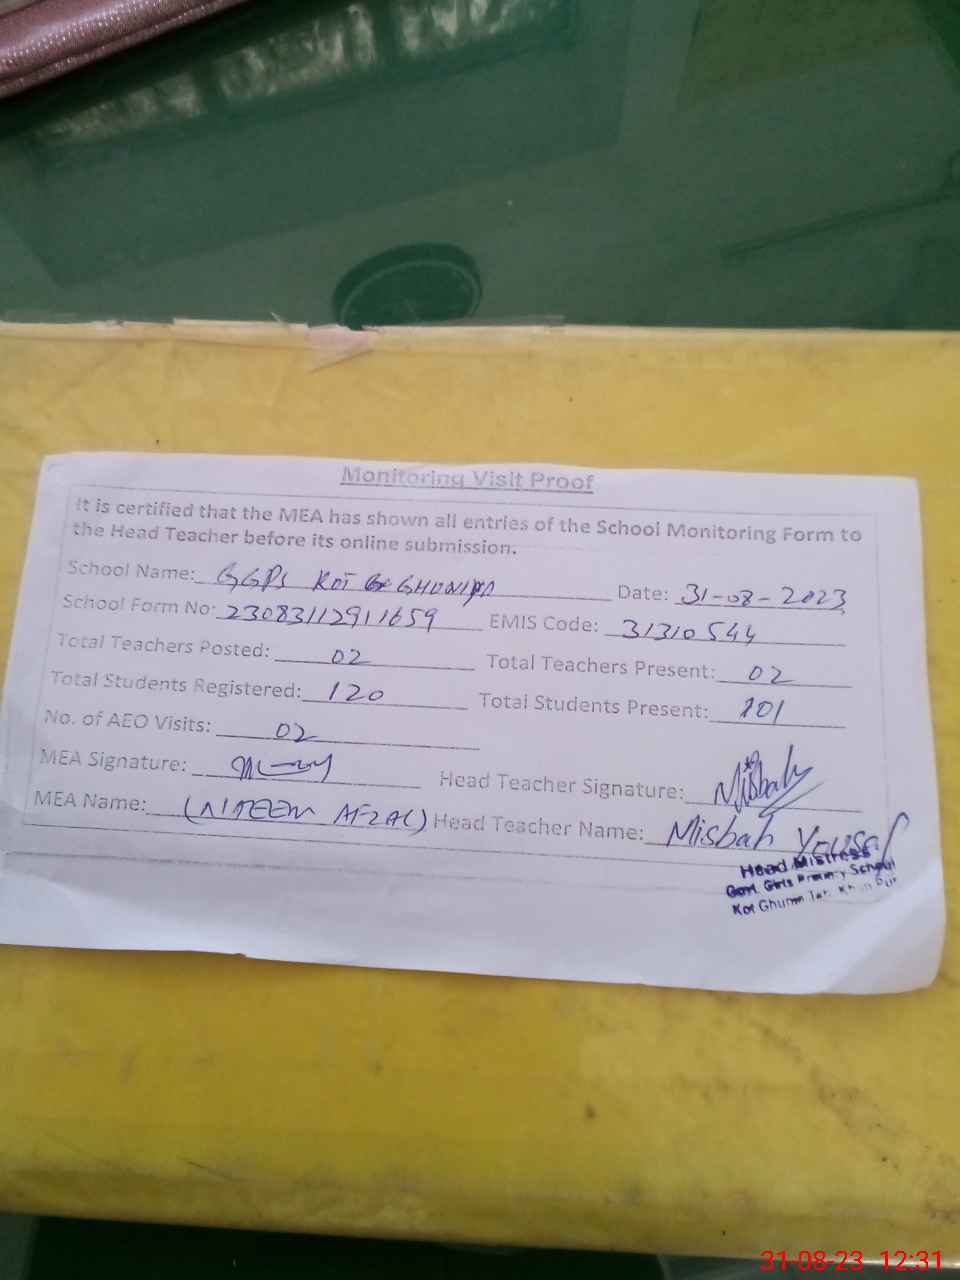 Monitoring Visit Proof
It is certified that the MEA has shown all entries of the School Monitoring Form to
the Head Teacher before its online submission.
School Name: GGPS KOT Date: 31-08-2023
School Form No: 23083112911659 EMIS Code: 31310544
Total Teachers Posted: 02 Total Teachers Present: 02
Total Students Registered: 120 Total Students Present: 101
No. of AEO Visits: 02
MEA Signature: Head Teacher Signature: Misbah
MEA Name: AFZAL) Head Teacher Name: Misbah Yousaf
Head Mistress
Govt. Girls Primary School
Kot Ghumn
31-08-23 12:31